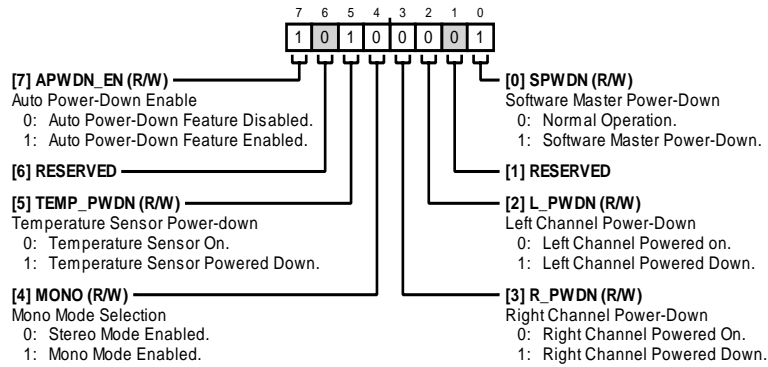 7 6 5 4 3 2 1 0
1 0 1 0 0 0 0 1
[7] APWDN_EN (R/W)
Auto Power-Down Enable
0: Auto Power-Down Feature Disabled.
1: Auto Power-Down Feature Enabled.
[6] RESERVED
[5] TEMP_PWDN (R/W)
Temperature Sensor Power-down
0: Temperature Sensor On.
1: Temperature Sensor Powered Down.
[4] MONO (R/W)
Mono Mode Selection
0: Stereo Mode Enabled.
1: Mono Mode Enabled.
[0] SPWDN (R/W)
Software Master Power-Down
0: Normal Operation.
1: Software Master Power-Down.
[1] RESERVED
[2] L_PWDN (R/W)
Left Channel Power-Down
0: Left Channel Powered on.
1: Left Channel Powered Down.
[3] R_PWDN (R/W)
Right Channel Power-Down
0: Right Channel Powered On.
1: Right Channel Powered Down.